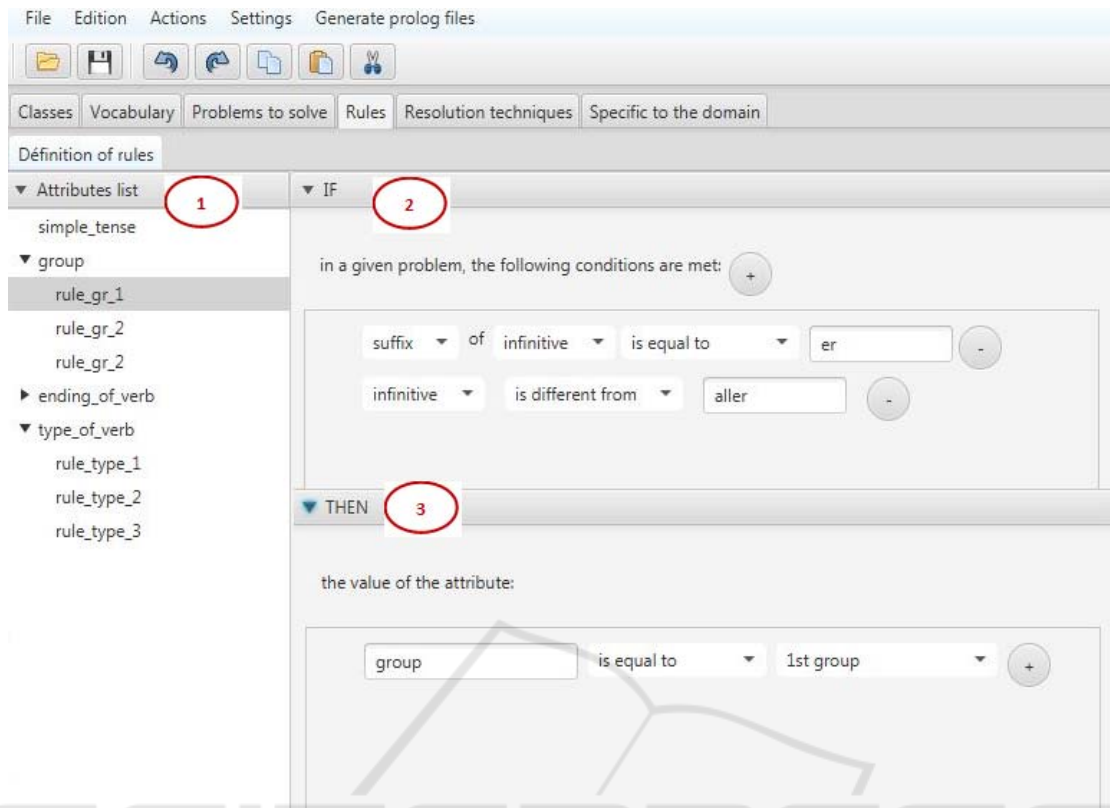 File Edition Actions Settings Generate prolog files
Classes Vocabulary Problems to solve Rules Resolution techniques Specific to the domain
Définition of rules
Attributes list 1
simple_tense
group
rule_gr_1
rule_gr_2
rule_gr_2
ending_of_verb
type_of_verb
rule_type_1
rule_type_2
rule_type_3
IF 2
in a given problem, the following conditions are met: +
suffix of infinitive is equal to er -
infinitive is different from aller -
THEN 3
the value of the attribute:
group is equal to 1st group +